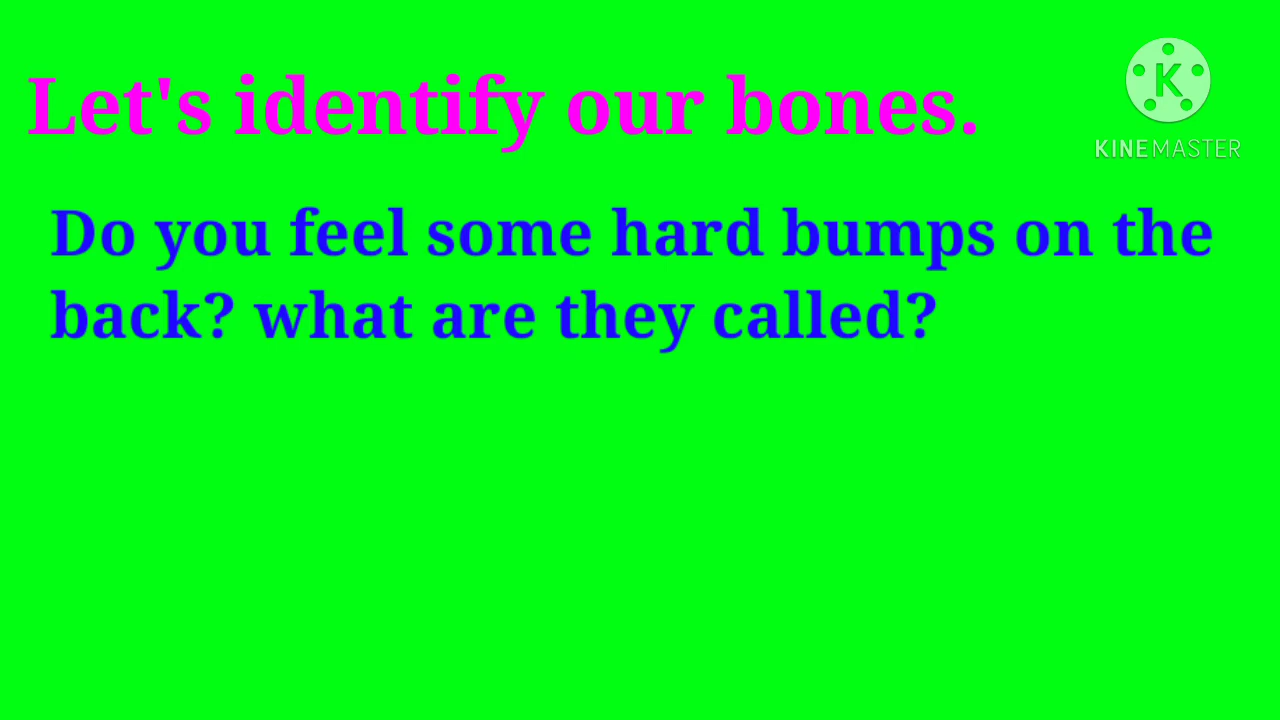 Let's identify our bones.
K
KINEMASTER
Do you feel some hard bumps on the
back? what are they called?